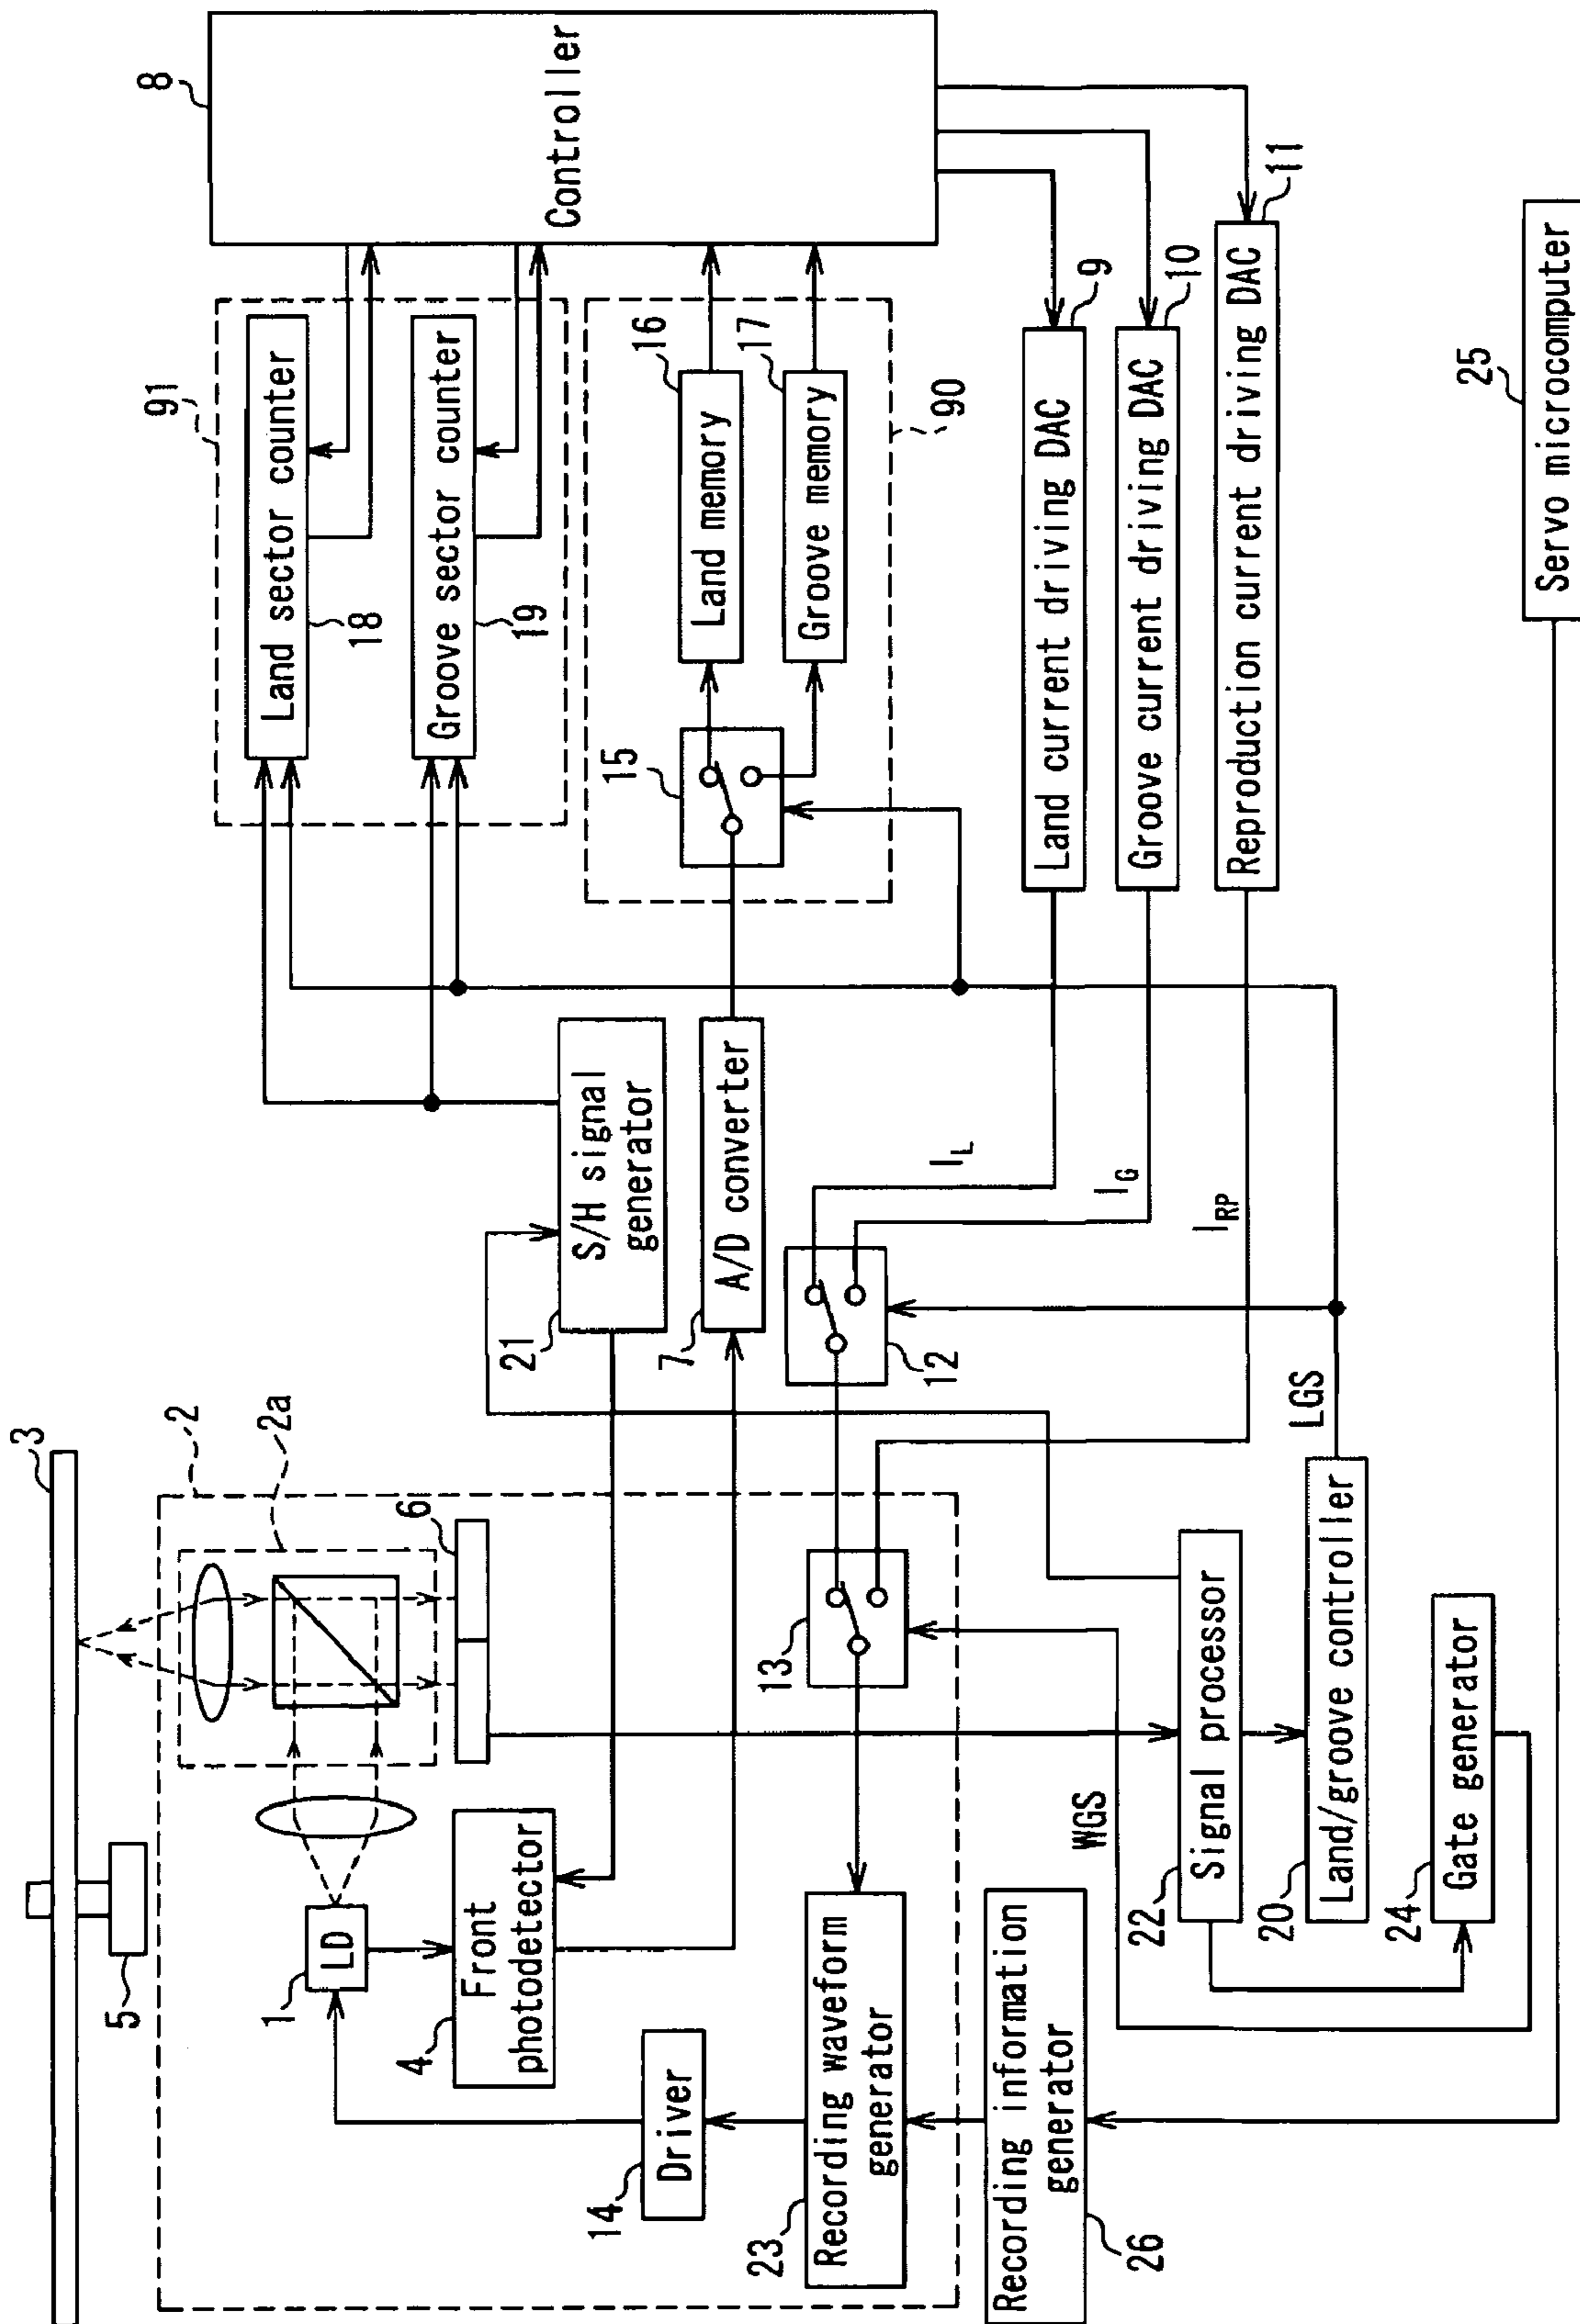 3
5
2
2a
1
LD
6
4
Front
photodetector
14
Driver
23
Recording waveform
generator
26
Recording information
generator
13
WGS
22
Signal processor
20
Land/groove controller
24
Gate generator
LGS
21
S/H signal
generator
7
A/D converter
12
I_L
I_G
I_RP
91
Land sector counter
18
Groove sector counter
19
15
16
Land memory
17
Groove memory
90
8
Controller
9
Land current driving DAC
10
Groove current driving DAC
11
Reproduction current driving DAC
25
Servo microcomputer